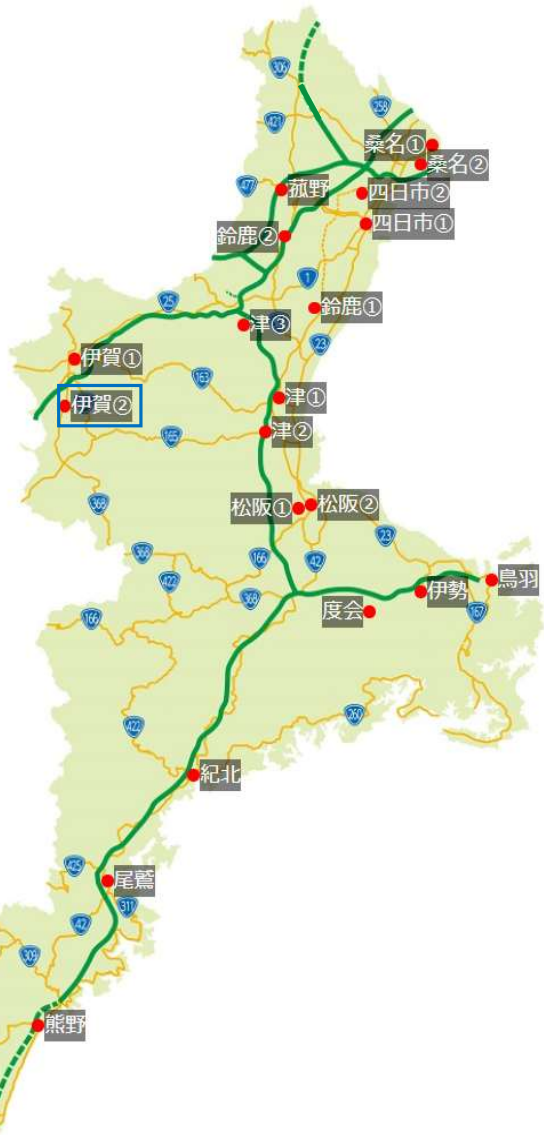 306
258
421
桑名①
桑名②
477
菰野
四日市②
四日市①
鈴鹿②
1
25
鈴鹿①
津③
23
伊賀①
163
伊賀②
津①
165
津②
368
松阪①
松阪②
23
368
166
42
422
鳥羽
伊勢
368
度会
167
166
260
422
紀北
425
尾鷲
311
42
309
熊野